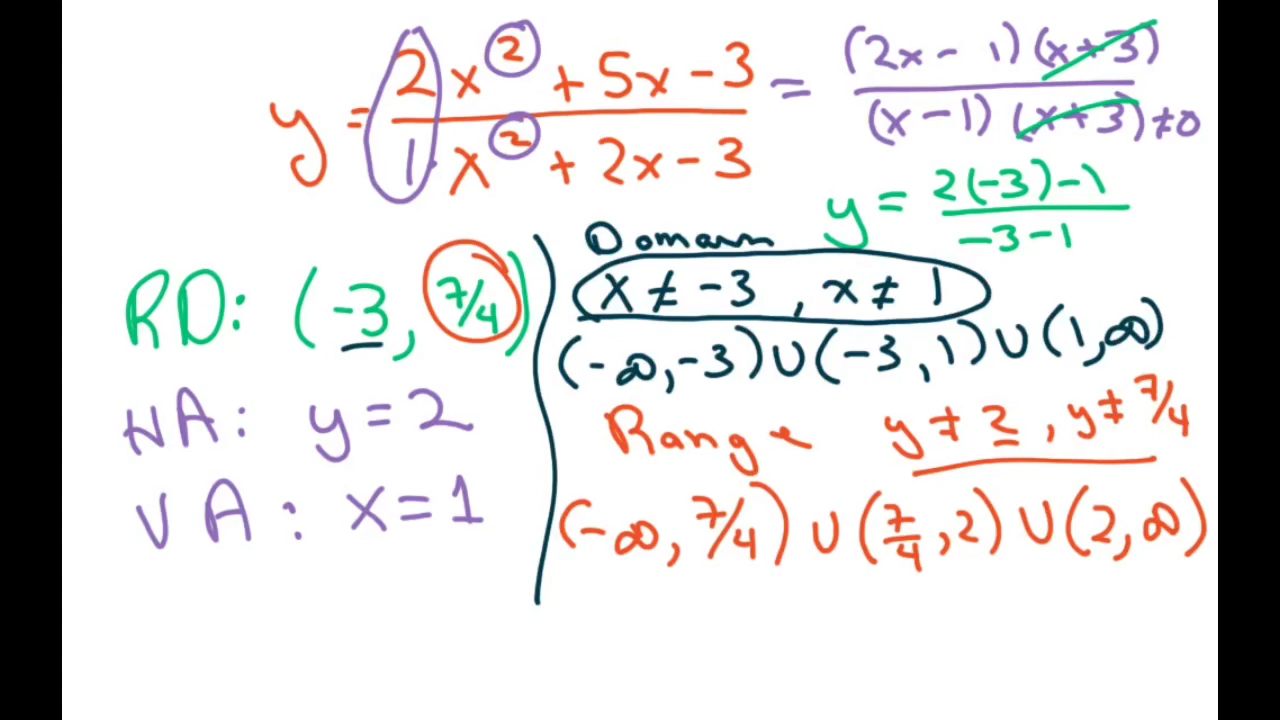 y = 2x² + 5x - 3 / 1x² + 2x - 3 = (2x - 1)(x + 3) / (x - 1)(x + 3) ≠ 0
y = 2(-3) - 1 / -3 - 1
RD: (-3, 7/4)
HA: y = 2
VA: x = 1
Domain
x ≠ -3, x ≠ 1
(-∞, -3) ∪ (-3, 1) ∪ (1, ∞)
Range y ≠ 2, y ≠ 7/4
(-∞, 7/4) ∪ (7/4, 2) ∪ (2, ∞)